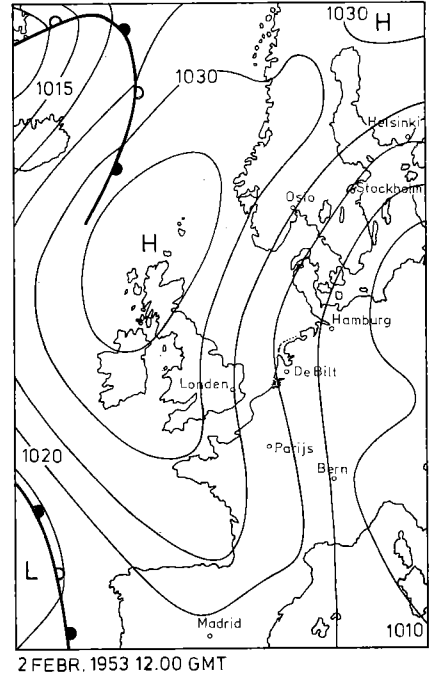 1030 H
1015
1030
Helsinki
Stockholm
Oslo
H
Hamburg
De Bilt
Londen
Parijs
1020
Bern
L
Madrid
1010
2 FEBR. 1953 12.00 GMT